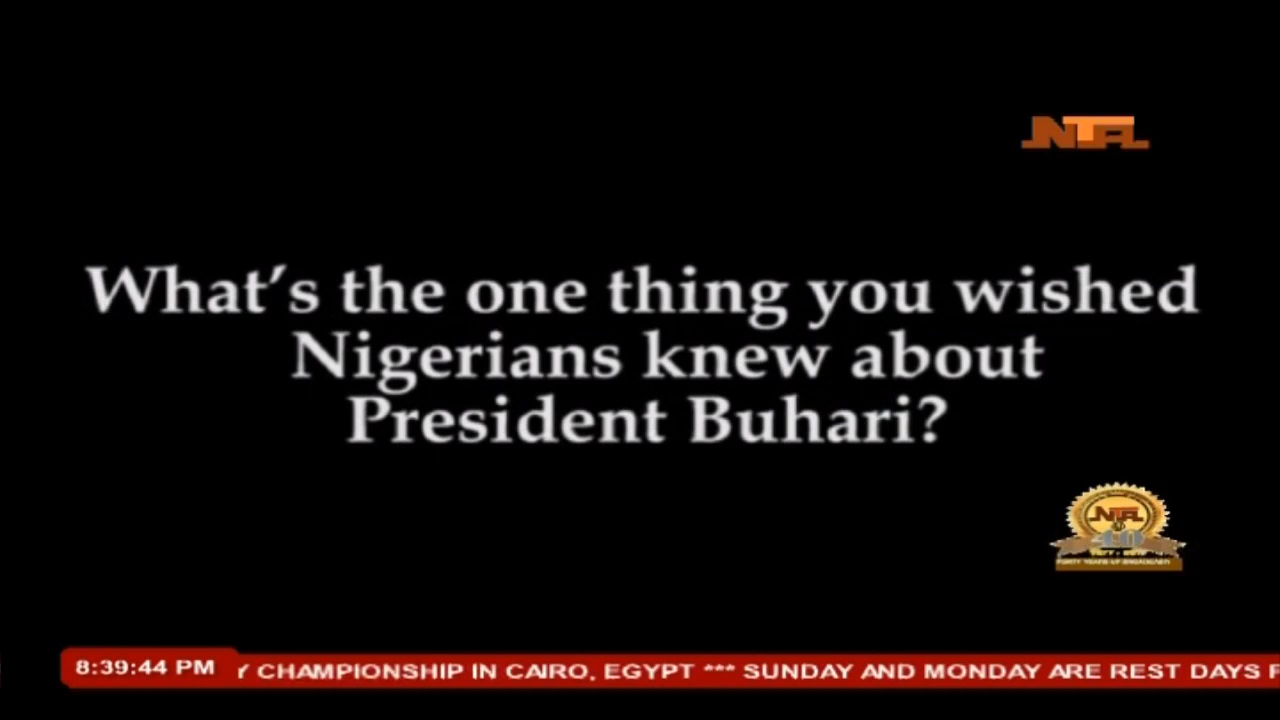 NTA
What's the one thing you wished
Nigerians knew about
President Buhari?
NTA
40
8:39:44 PM
Y CHAMPIONSHIP IN CAIRO, EGYPT *** SUNDAY AND MONDAY ARE REST DAYS F